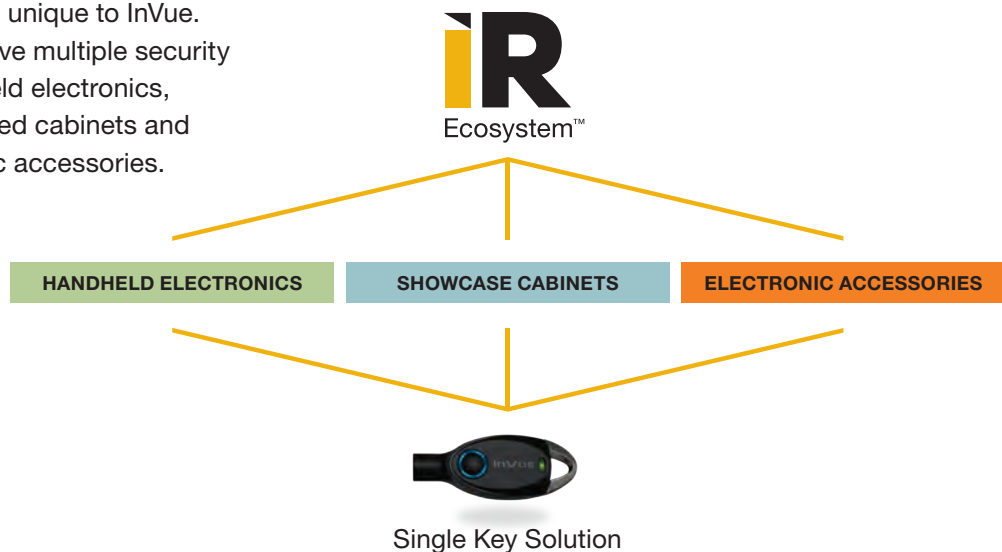 unique to InVue.
ve multiple security
ld electronics,
ed cabinets and
c accessories.
iR
Ecosystem™
HANDHELD ELECTRONICS
SHOWCASE CABINETS
ELECTRONIC ACCESSORIES
InVue
Single Key Solution